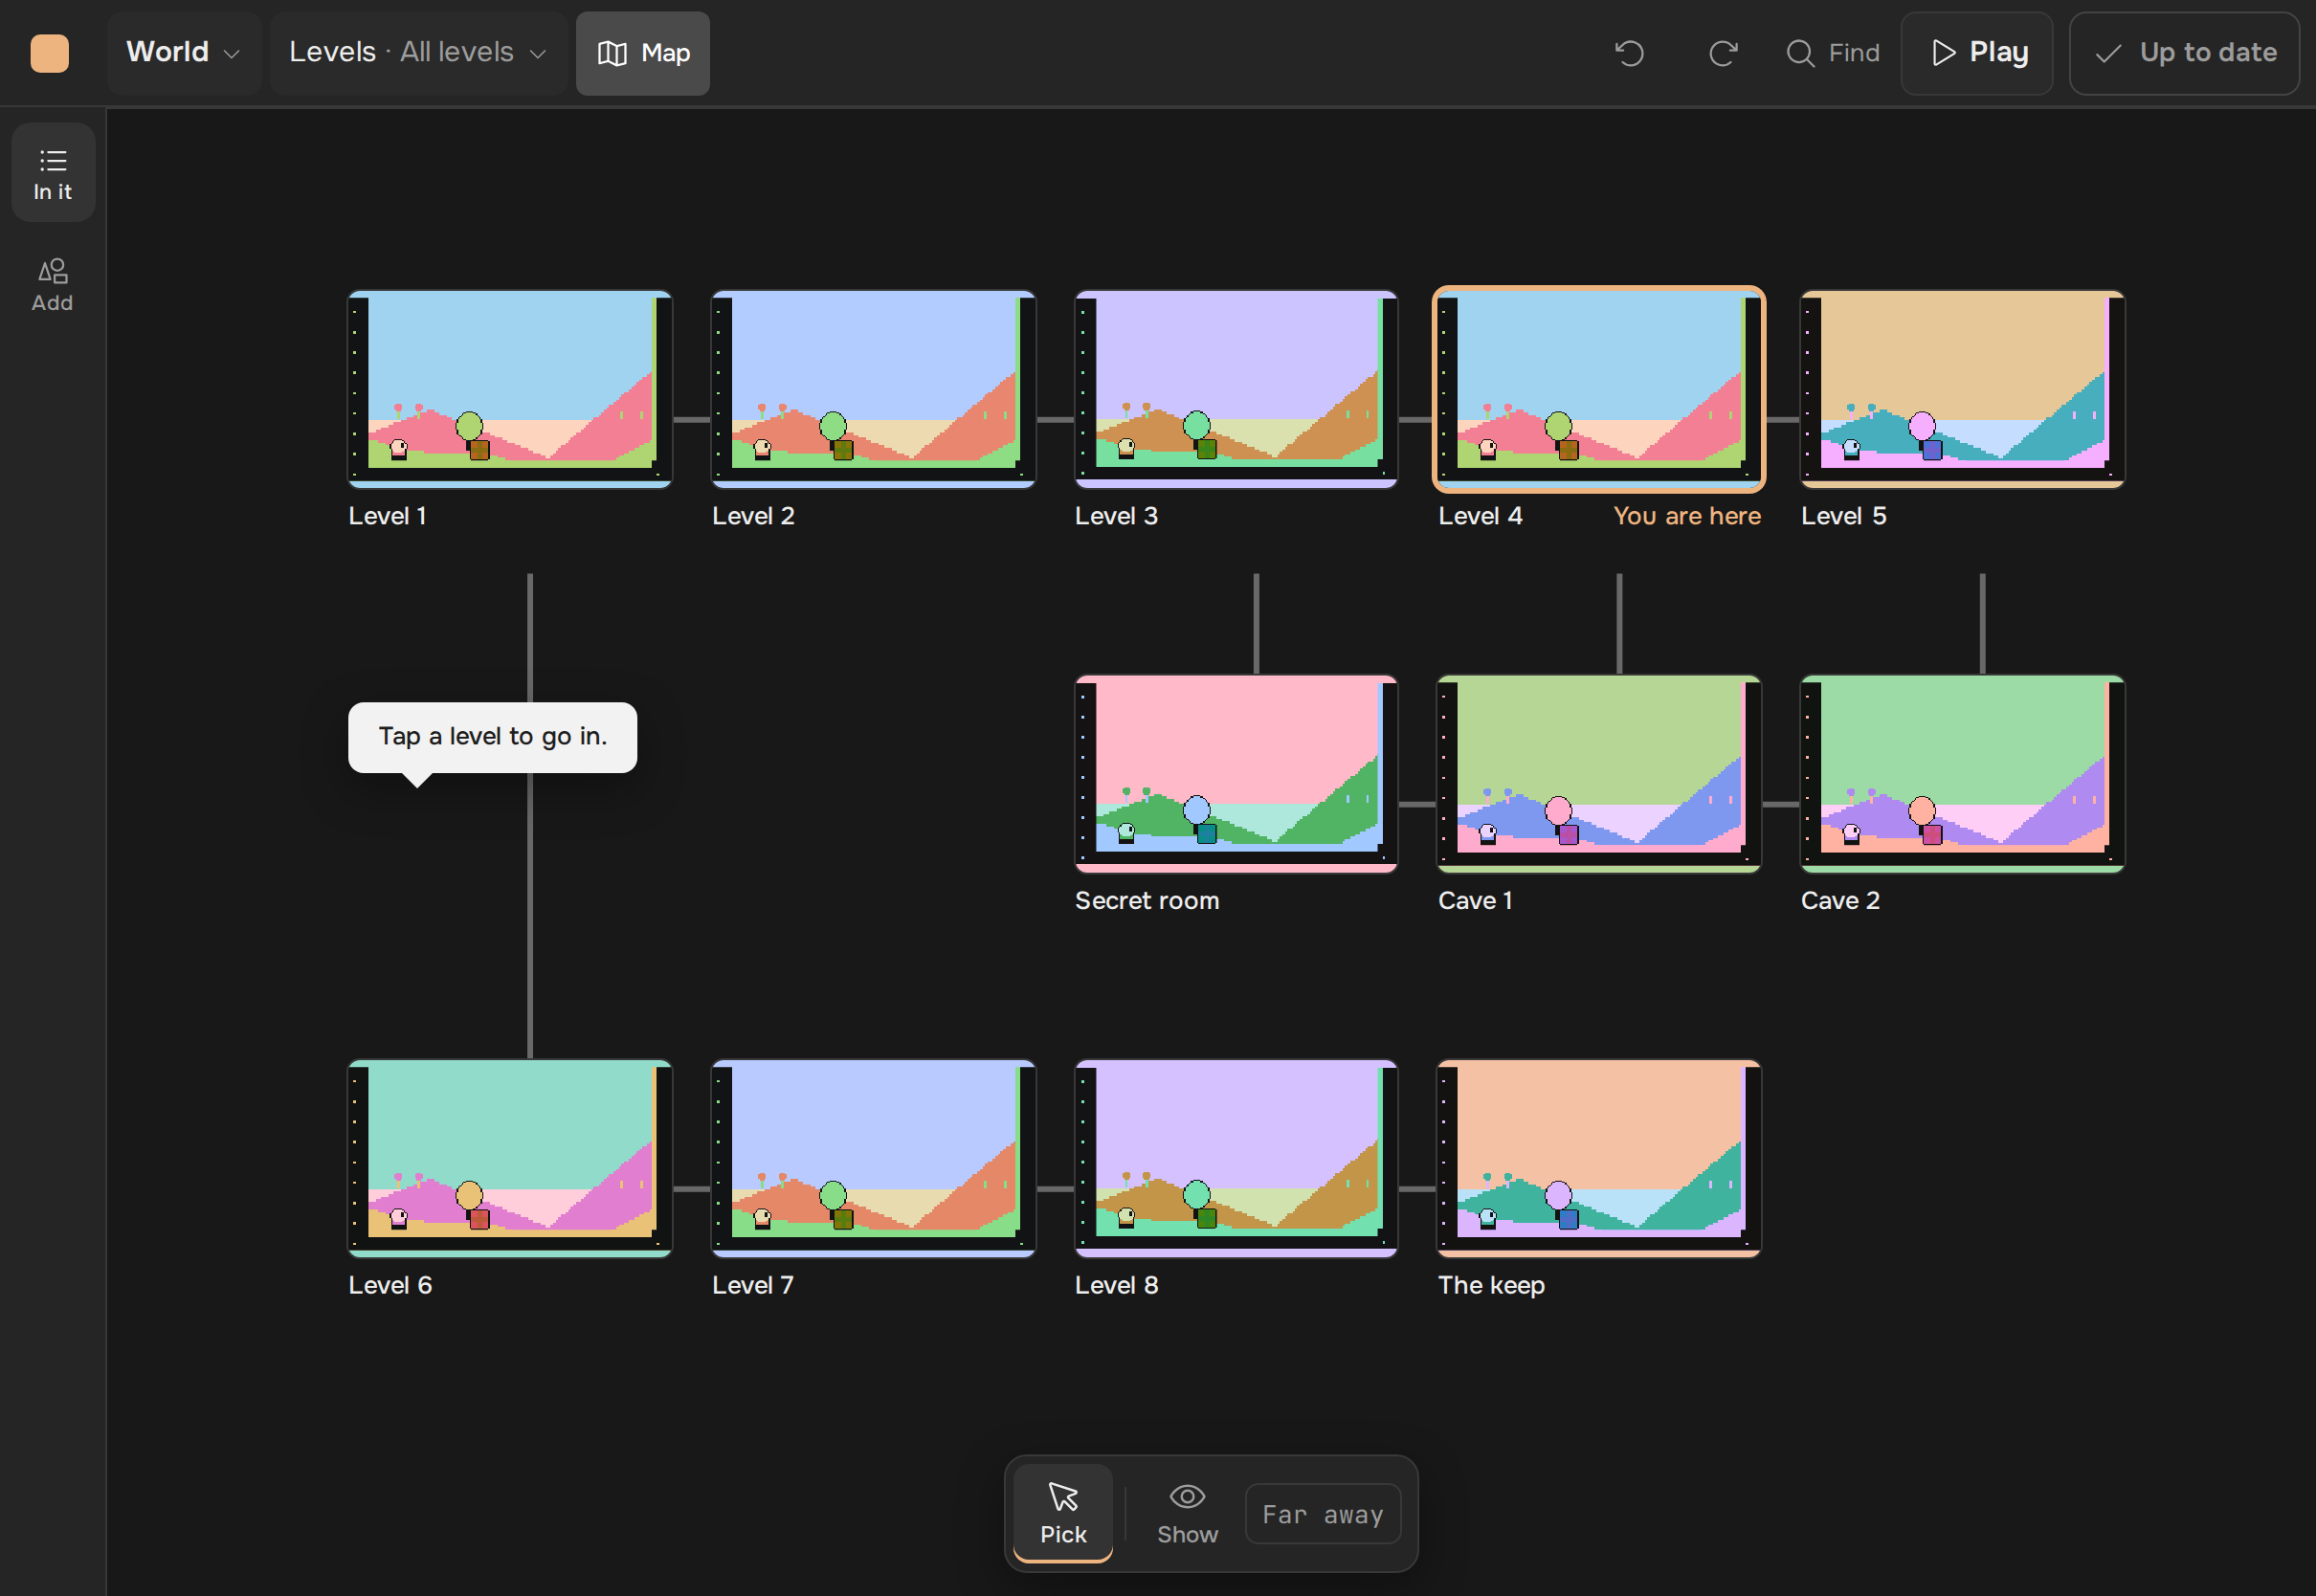 World
Levels · All levels
Map
Find
Play
Up to date
In it
Add
Level 1
Level 2
Level 3
Level 4
You are here
Level 5
Tap a level to go in.
Secret room
Cave 1
Cave 2
Level 6
Level 7
Level 8
The keep
Pick
Show
Far away